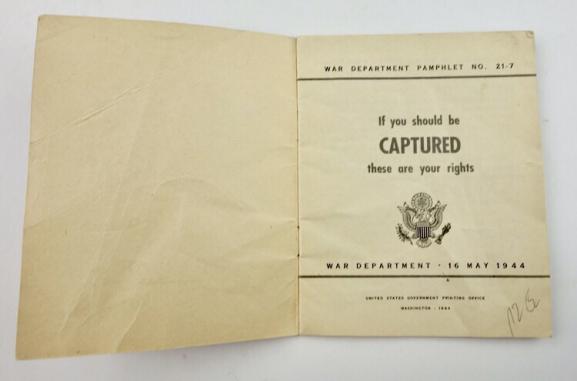 WAR DEPARTMENT PAMPHLET NO. 21-7
If you should be
CAPTURED
these are your rights
WAR DEPARTMENT · 16 MAY 1944
UNITED STATES GOVERNMENT PRINTING OFFICE
WASHINGTON : 1944